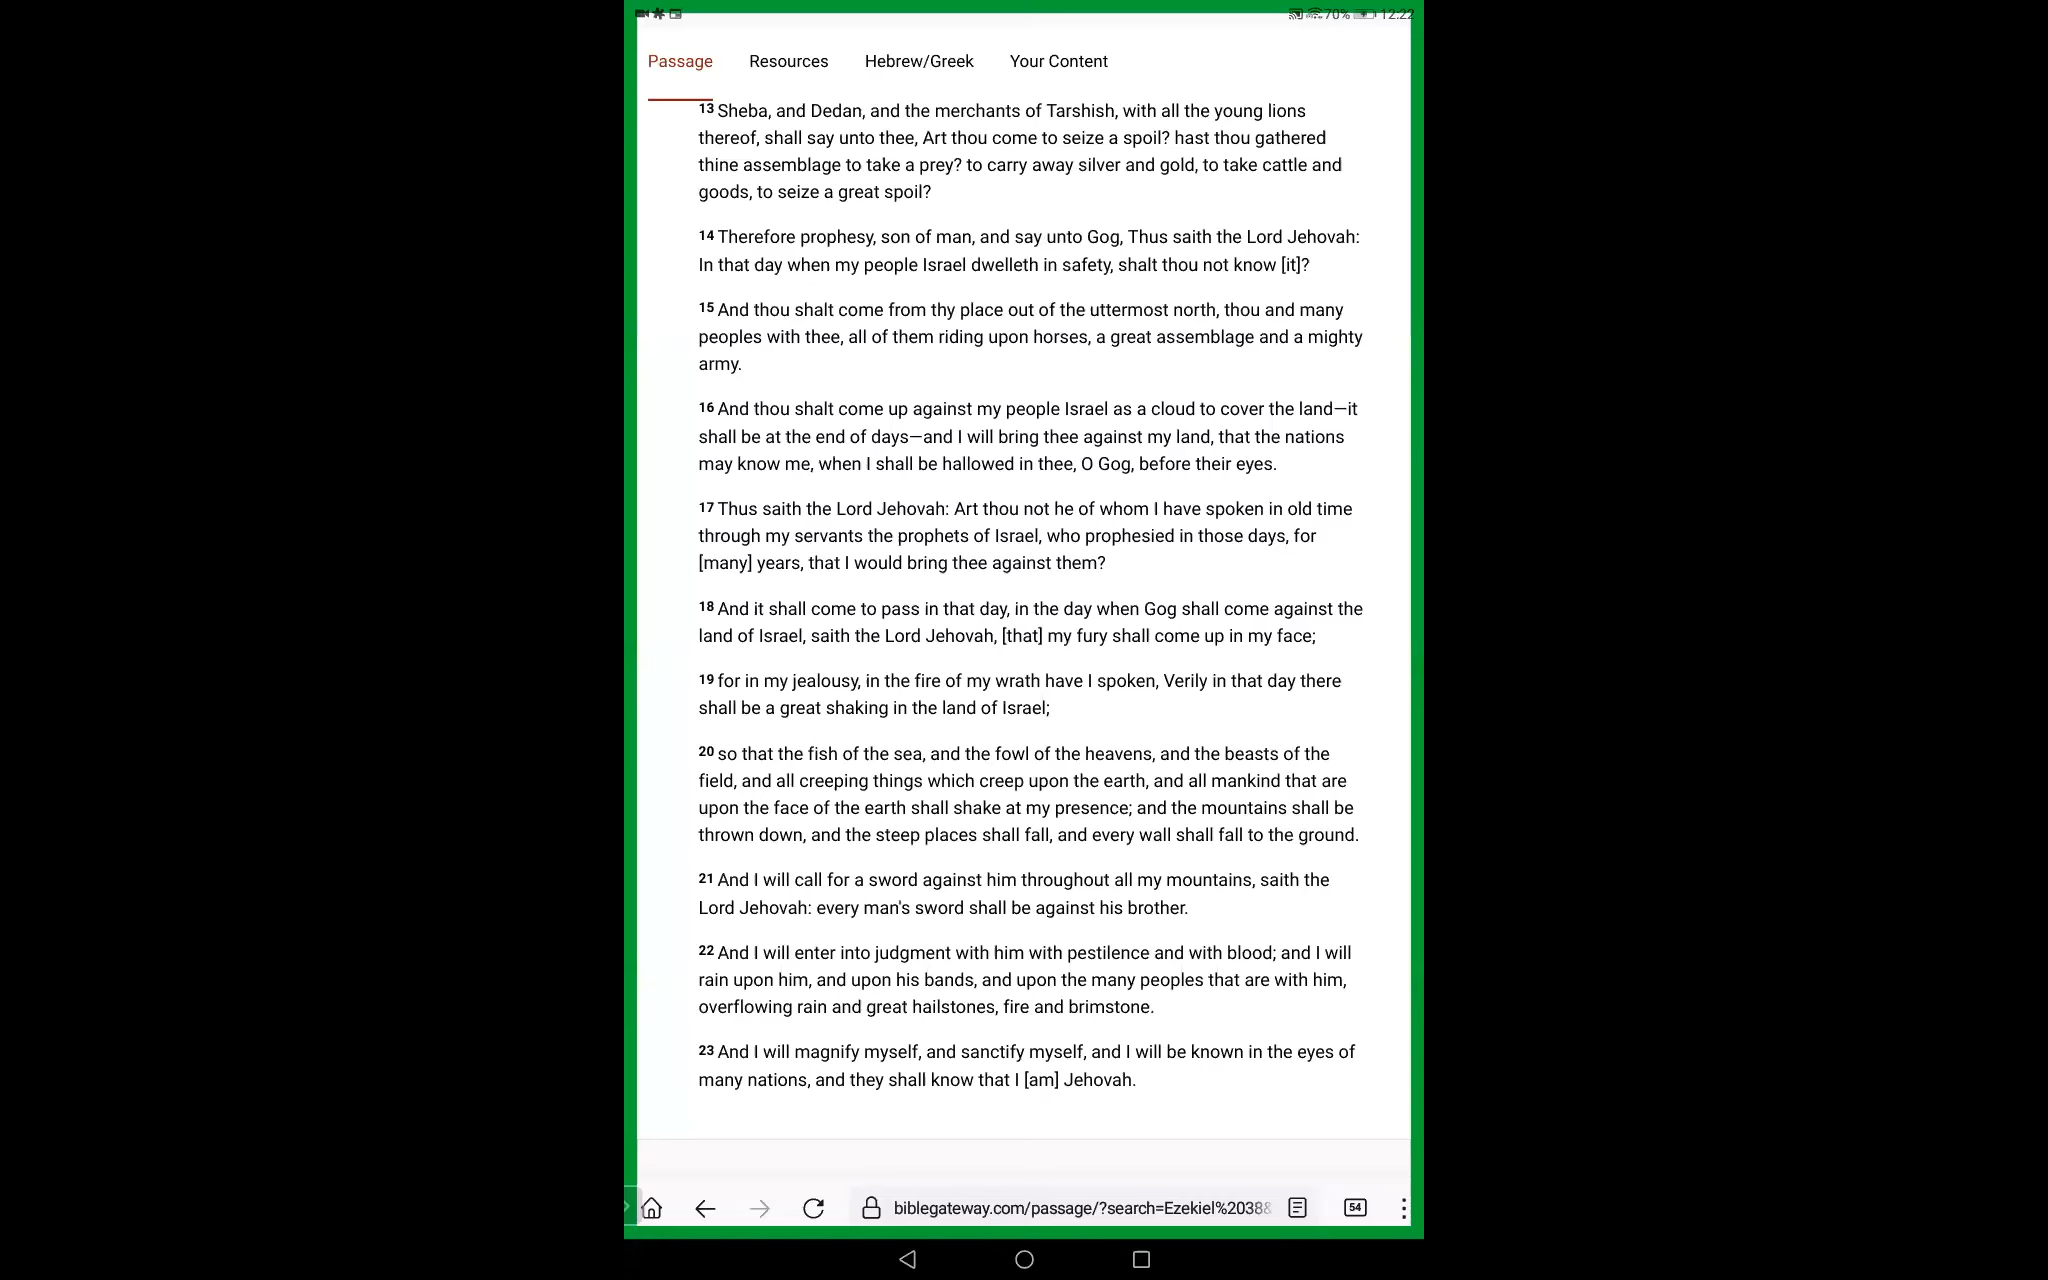 70% 12:22
Passage Resources Hebrew/Greek Your Content
13 Sheba, and Dedan, and the merchants of Tarshish, with all the young lions
thereof, shall say unto thee, Art thou come to seize a spoil? hast thou gathered
thine assemblage to take a prey? to carry away silver and gold, to take cattle and
goods, to seize a great spoil?
14 Therefore prophesy, son of man, and say unto Gog, Thus saith the Lord Jehovah:
In that day when my people Israel dwelleth in safety, shalt thou not know [it]?
15 And thou shalt come from thy place out of the uttermost north, thou and many
peoples with thee, all of them riding upon horses, a great assemblage and a mighty
army.
16 And thou shalt come up against my people Israel as a cloud to cover the land—it
shall be at the end of days—and I will bring thee against my land, that the nations
may know me, when I shall be hallowed in thee, O Gog, before their eyes.
17 Thus saith the Lord Jehovah: Art thou not he of whom I have spoken in old time
through my servants the prophets of Israel, who prophesied in those days, for
[many] years, that I would bring thee against them?
18 And it shall come to pass in that day, in the day when Gog shall come against the
land of Israel, saith the Lord Jehovah, [that] my fury shall come up in my face;
19 for in my jealousy, in the fire of my wrath have I spoken, Verily in that day there
shall be a great shaking in the land of Israel;
20 so that the fish of the sea, and the fowl of the heavens, and the beasts of the
field, and all creeping things which creep upon the earth, and all mankind that are
upon the face of the earth shall shake at my presence; and the mountains shall be
thrown down, and the steep places shall fall, and every wall shall fall to the ground.
21 And I will call for a sword against him throughout all my mountains, saith the
Lord Jehovah: every man's sword shall be against his brother.
22 And I will enter into judgment with him with pestilence and with blood; and I will
rain upon him, and upon his bands, and upon the many peoples that are with him,
overflowing rain and great hailstones, fire and brimstone.
23 And I will magnify myself, and sanctify myself, and I will be known in the eyes of
many nations, and they shall know that I [am] Jehovah.
biblegateway.com/passage/?search=Ezekiel%2038& 54